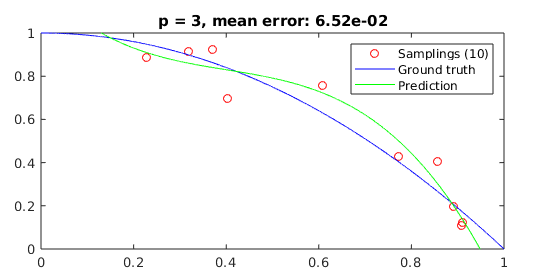 p = 3, mean error: 6.52e-02
1
0.8
0.6
0.4
0.2
0
Samplings (10)
Ground truth
Prediction
0 0.2 0.4 0.6 0.8 1